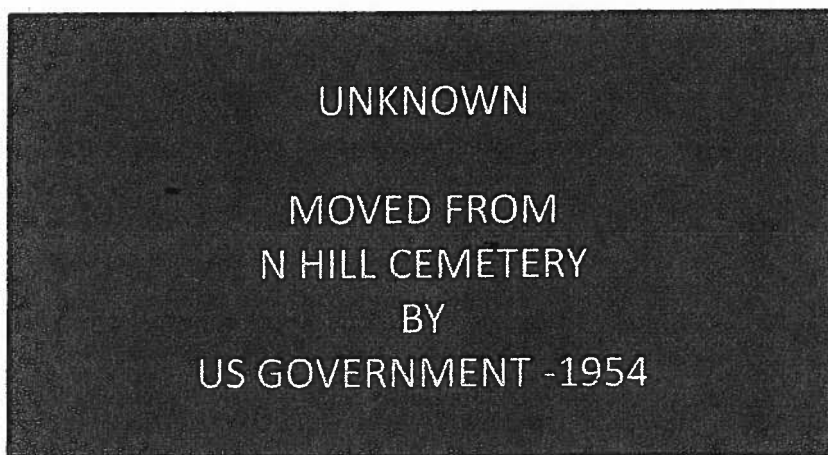 UNKNOWN
MOVED FROM
N HILL CEMETERY
BY
US GOVERNMENT -1954